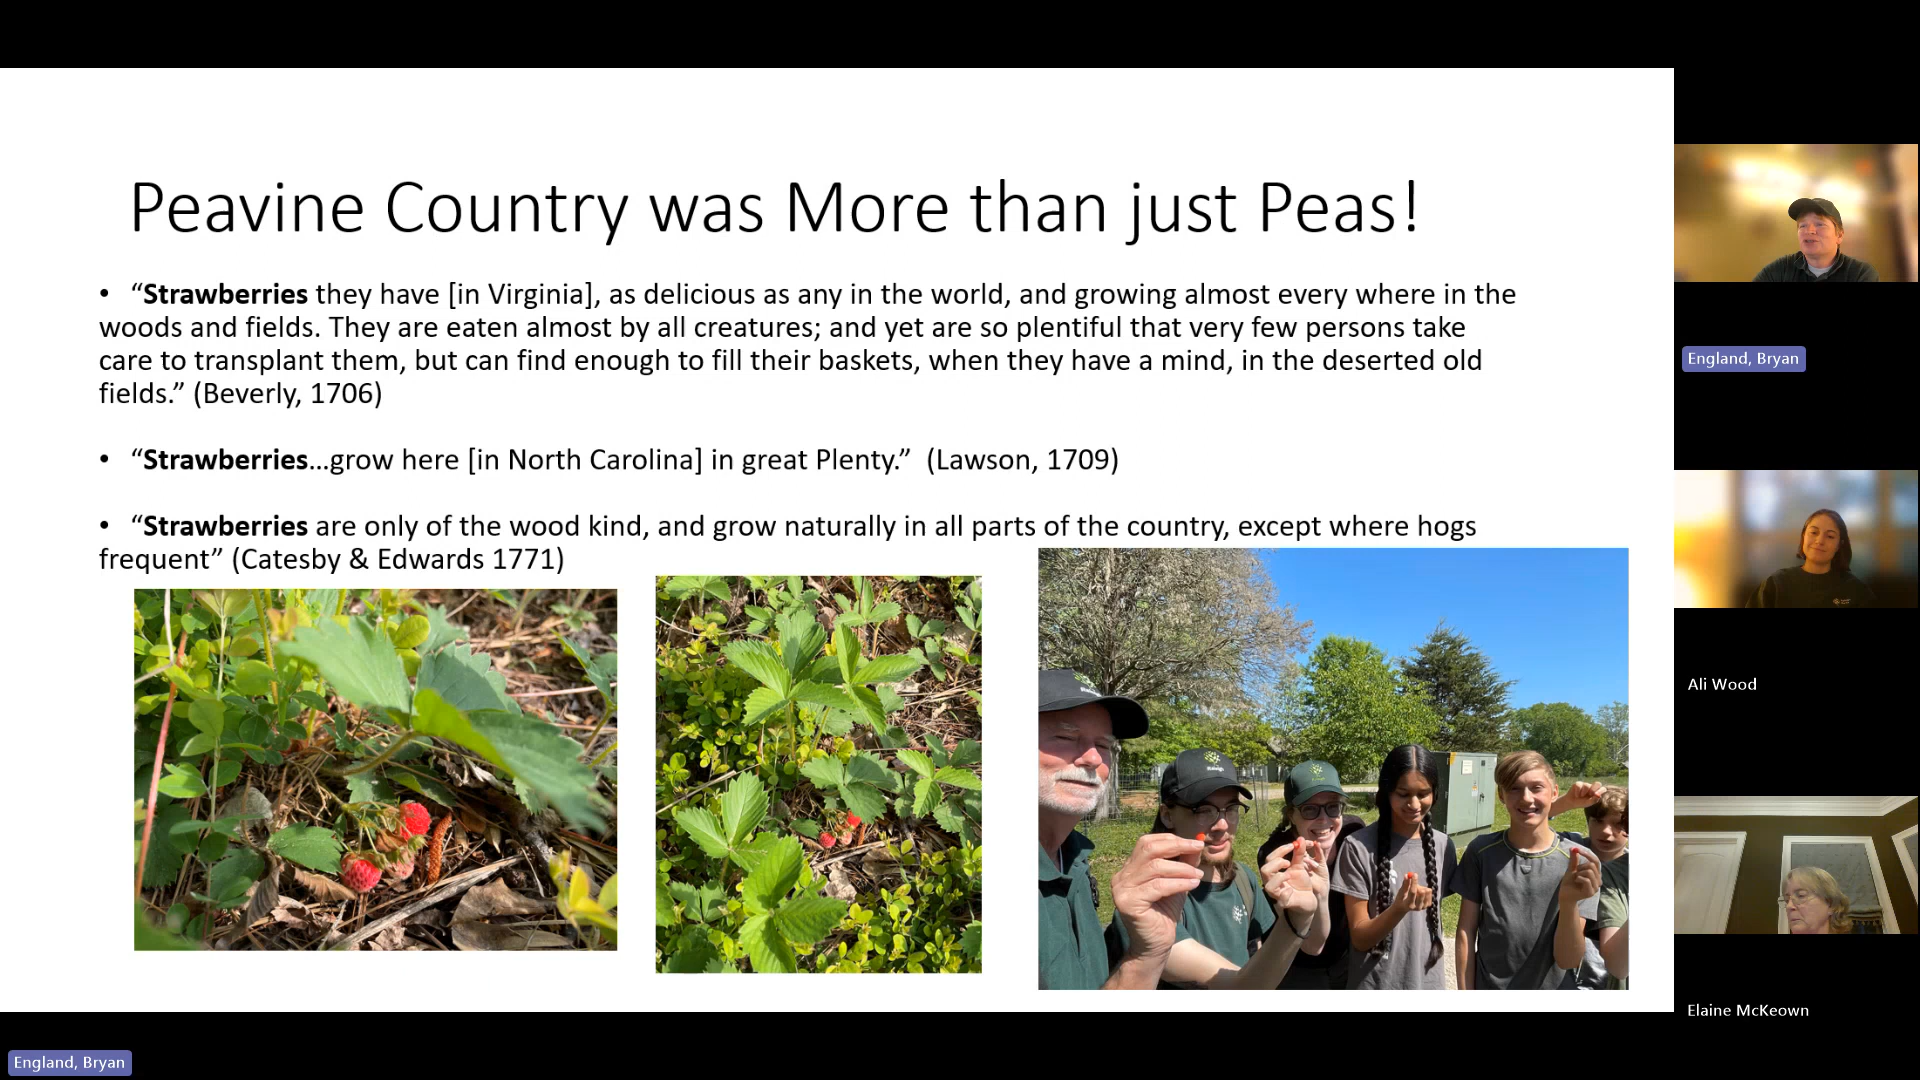 Peavine Country was More than just Peas!
• “Strawberries they have [in Virginia], as delicious as any in the world, and growing almost every where in the
woods and fields. They are eaten almost by all creatures; and yet are so plentiful that very few persons take
care to transplant them, but can find enough to fill their baskets, when they have a mind, in the deserted old
fields.” (Beverly, 1706)
• “Strawberries…grow here [in North Carolina] in great Plenty.”  (Lawson, 1709)
• “Strawberries are only of the wood kind, and grow naturally in all parts of the country, except where hogs
frequent” (Catesby & Edwards 1771)
England, Bryan
Ali Wood
Elaine McKeown
England, Bryan